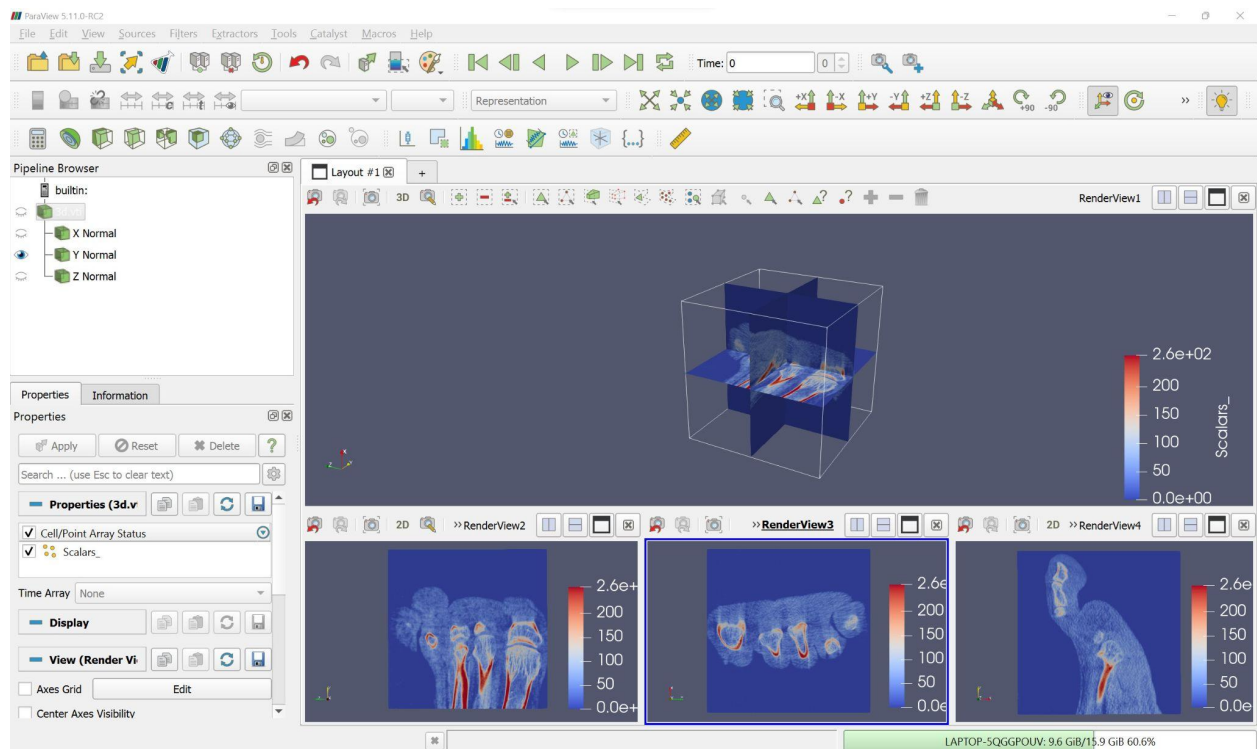 ParaView 5.11.0-RC2
File Edit View Sources Filters Extractors Tools Catalyst Macros Help
Time: 0 0
Representation
+X -X +Y -Y +Z -Z +90 -90 »
{...}
Pipeline Browser
builtin:
3d.vti
X Normal
Y Normal
Z Normal
Layout #1 +
3D RenderView1
2.6e+02
200
150
100
50
0.0e+00
Scalars_
Properties Information
Properties
Apply Reset Delete ?
Search ... (use Esc to clear text)
Properties (3d.v
Cell/Point Array Status
Scalars_
Time Array None
Display
View (Render Vi
Axes Grid Edit
Center Axes Visibility
2D »RenderView2
2.6e+
200
150
100
50
0.0e+
»RenderView3
2.6e
200
150
100
50
0.0e
2D »RenderView4
2.6e
200
150
100
50
0.0e
LAPTOP-5QGGPOUV: 9.6 GiB/15.9 GiB 60.6%